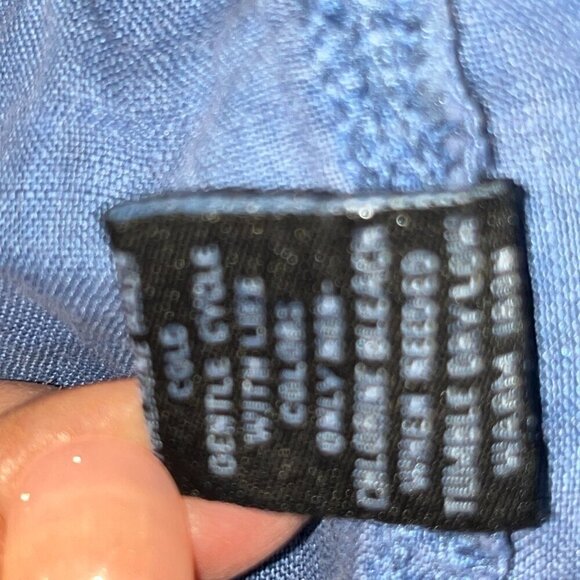 COLD
GENTLE CYCLE
WITH LIKE
COLORS
ONLY NON-
CHLORINE BLEACH
WHEN NEEDED
TUMBLE DRY LOW
WARM IRON